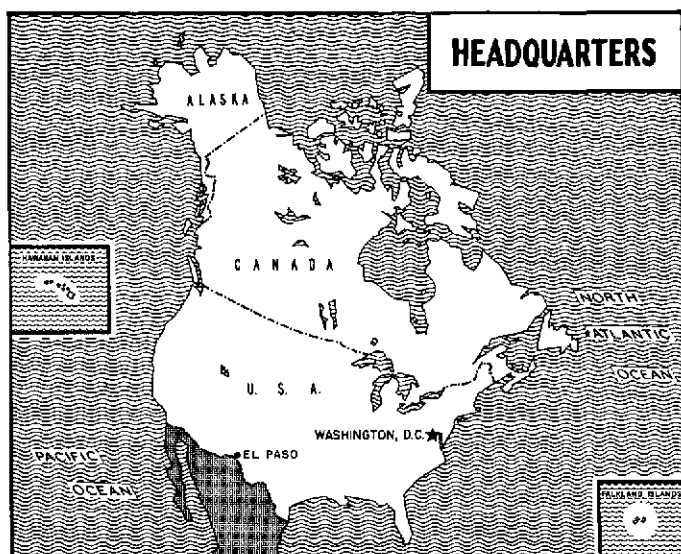 HEADQUARTERS
ALASKA
HAWAIIAN ISLANDS
CANADA
NORTH
ATLANTIC
OCEAN
U. S. A.
WASHINGTON, D.C.
EL PASO
PACIFIC
OCEAN
FALKLAND ISLANDS